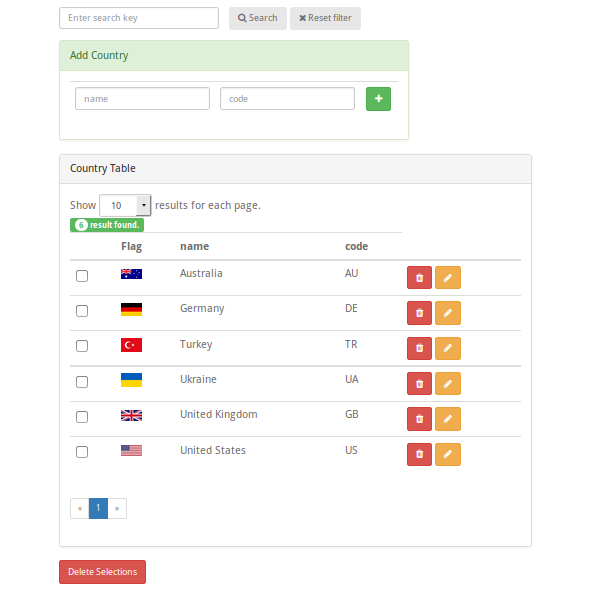 Enter search key Search Reset filter
Add Country
name code
Country Table
Show 10 results for each page.
6 result found.
Flag name code
Australia AU
Germany DE
Turkey TR
Ukraine UA
United Kingdom GB
United States US
« 1 »
Delete Selections